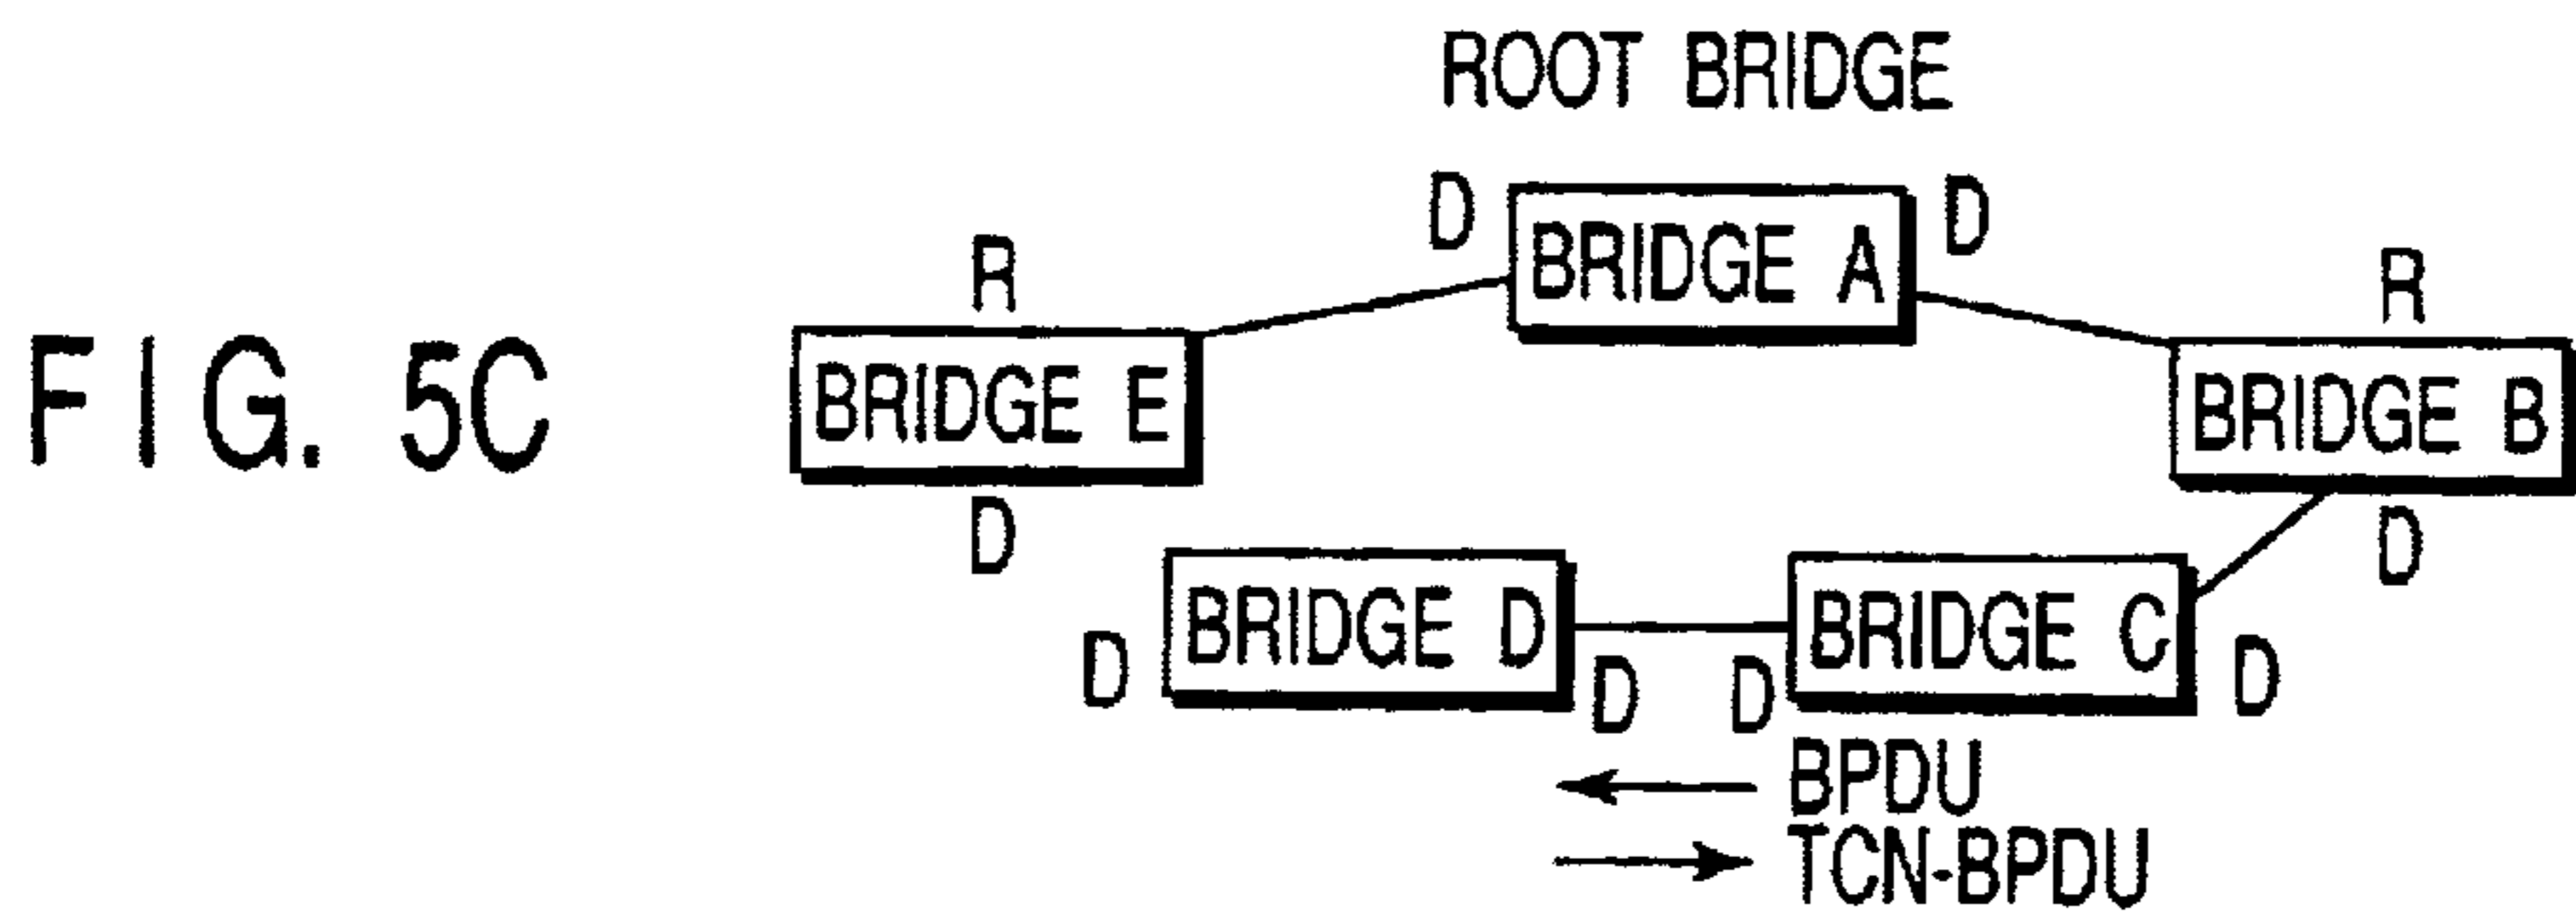 ROOT BRIDGE
D BRIDGE A D
R
R
FIG. 5C
BRIDGE E
BRIDGE B
D
D
D BRIDGE D D
D BRIDGE C D
BPDU
TCN-BPDU